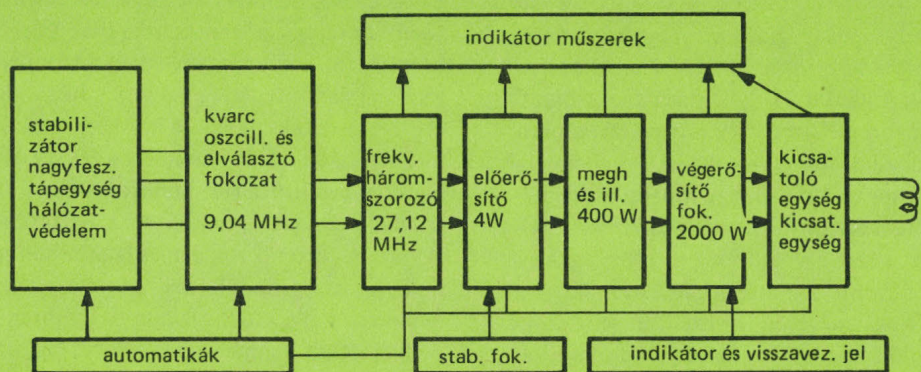 indikátor műszerek
stabili-
zátor
nagyfesz.
tápegység
hálózat-
védelem
kvarc
oszcill. és
elválasztó
fokozat
9,04 MHz
frekv.
három-
szorozó
27,12
MHz
előerő-
sítő
4W
megh
és ill.
400 W
végerő-
sítő
fok.
2000 W
kicsa-
toló
egység
kicsat.
egység
automatikák
stab. fok.
indikátor és visszavez. jel